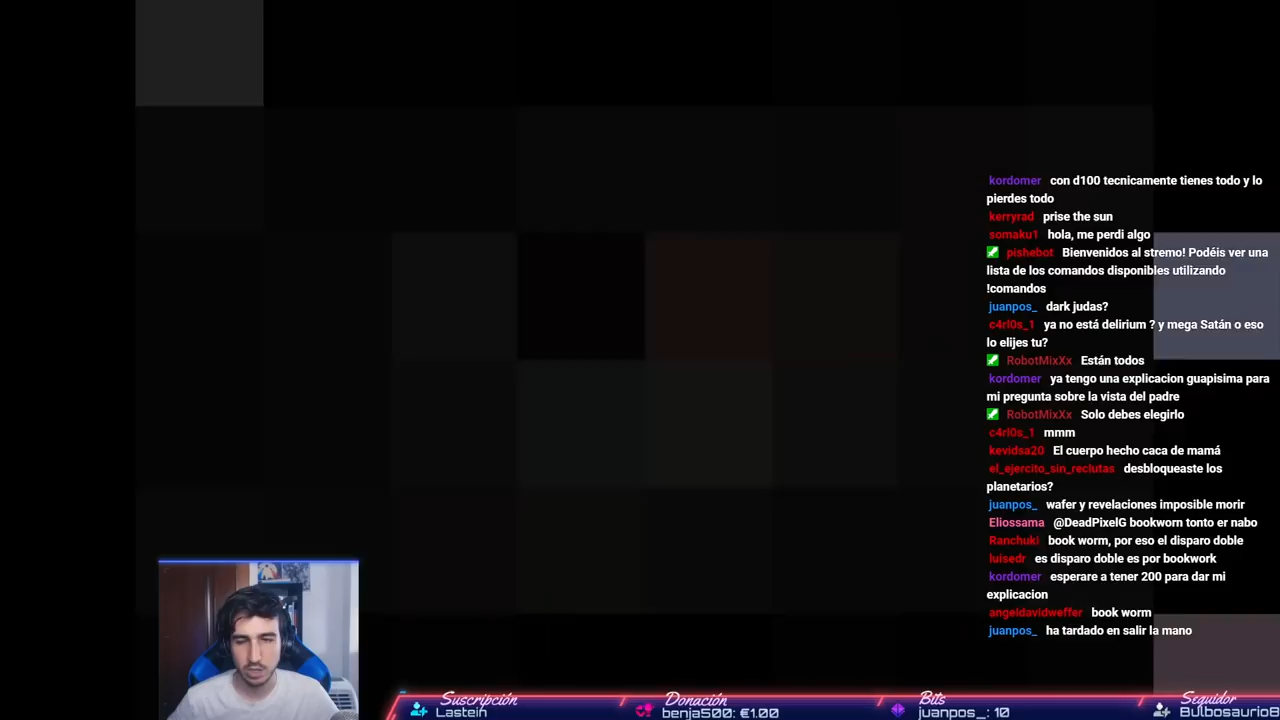 kordomer con d100 tecnicamente tienes todo y lo
pierdes todo
kerryrad prise the sun
somaku1 hola, me perdi algo
pishebot Bienvenidos al stremo! Podéis ver una
lista de los comandos disponibles utilizando
!comandos
juanpos_ dark judas?
c4rl0s_1 ya no está delirium ? y mega Satán o eso
lo elijes tu?
RobotMixXx Están todos
kordomer ya tengo una explicacion guapisima para
mi pregunta sobre la vista del padre
RobotMixXx Solo debes elegirlo
c4rl0s_1 mmm
kevidsa20 El cuerpo hecho caca de mamá
el_ejercito_sin_reclutas desbloqueaste los
planetarios?
juanpos_ wafer y revelaciones imposible morir
Eliossama @DeadPixelG bookworn tonto er nabo
Ranchuki book worm, por eso el disparo doble
luisedr es disparo doble es por bookwork
kordomer esperare a tener 200 para dar mi
explicacion
angeldavidweffer book worm
juanpos_ ha tardado en salir la mano
Suscripción Donación Bits Seguidor
Lastein benja500: €1.00 juanpos_: 10 Bulbosaurio8